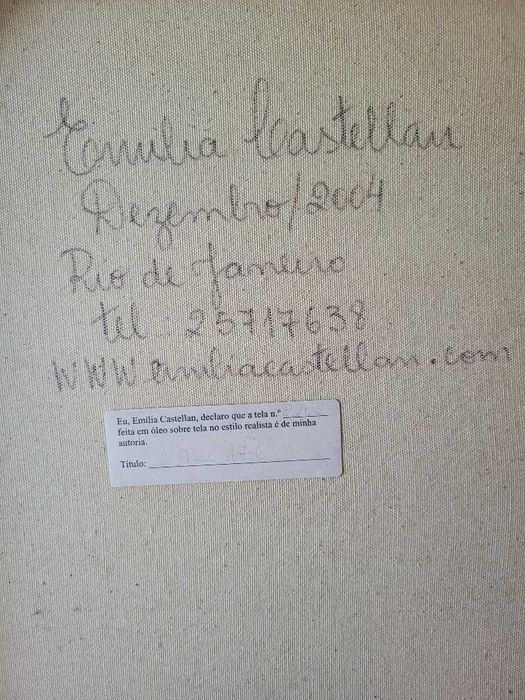 Emilia Castellan
Dezembro/2004
Rio de Janeiro
tel: 25717638
WWW emiliacastellan.com
Eu, Emilia Castellan, declaro que a tela n.º
feita em óleo sobre tela no estilo realista é de minha
autoria.
Título: